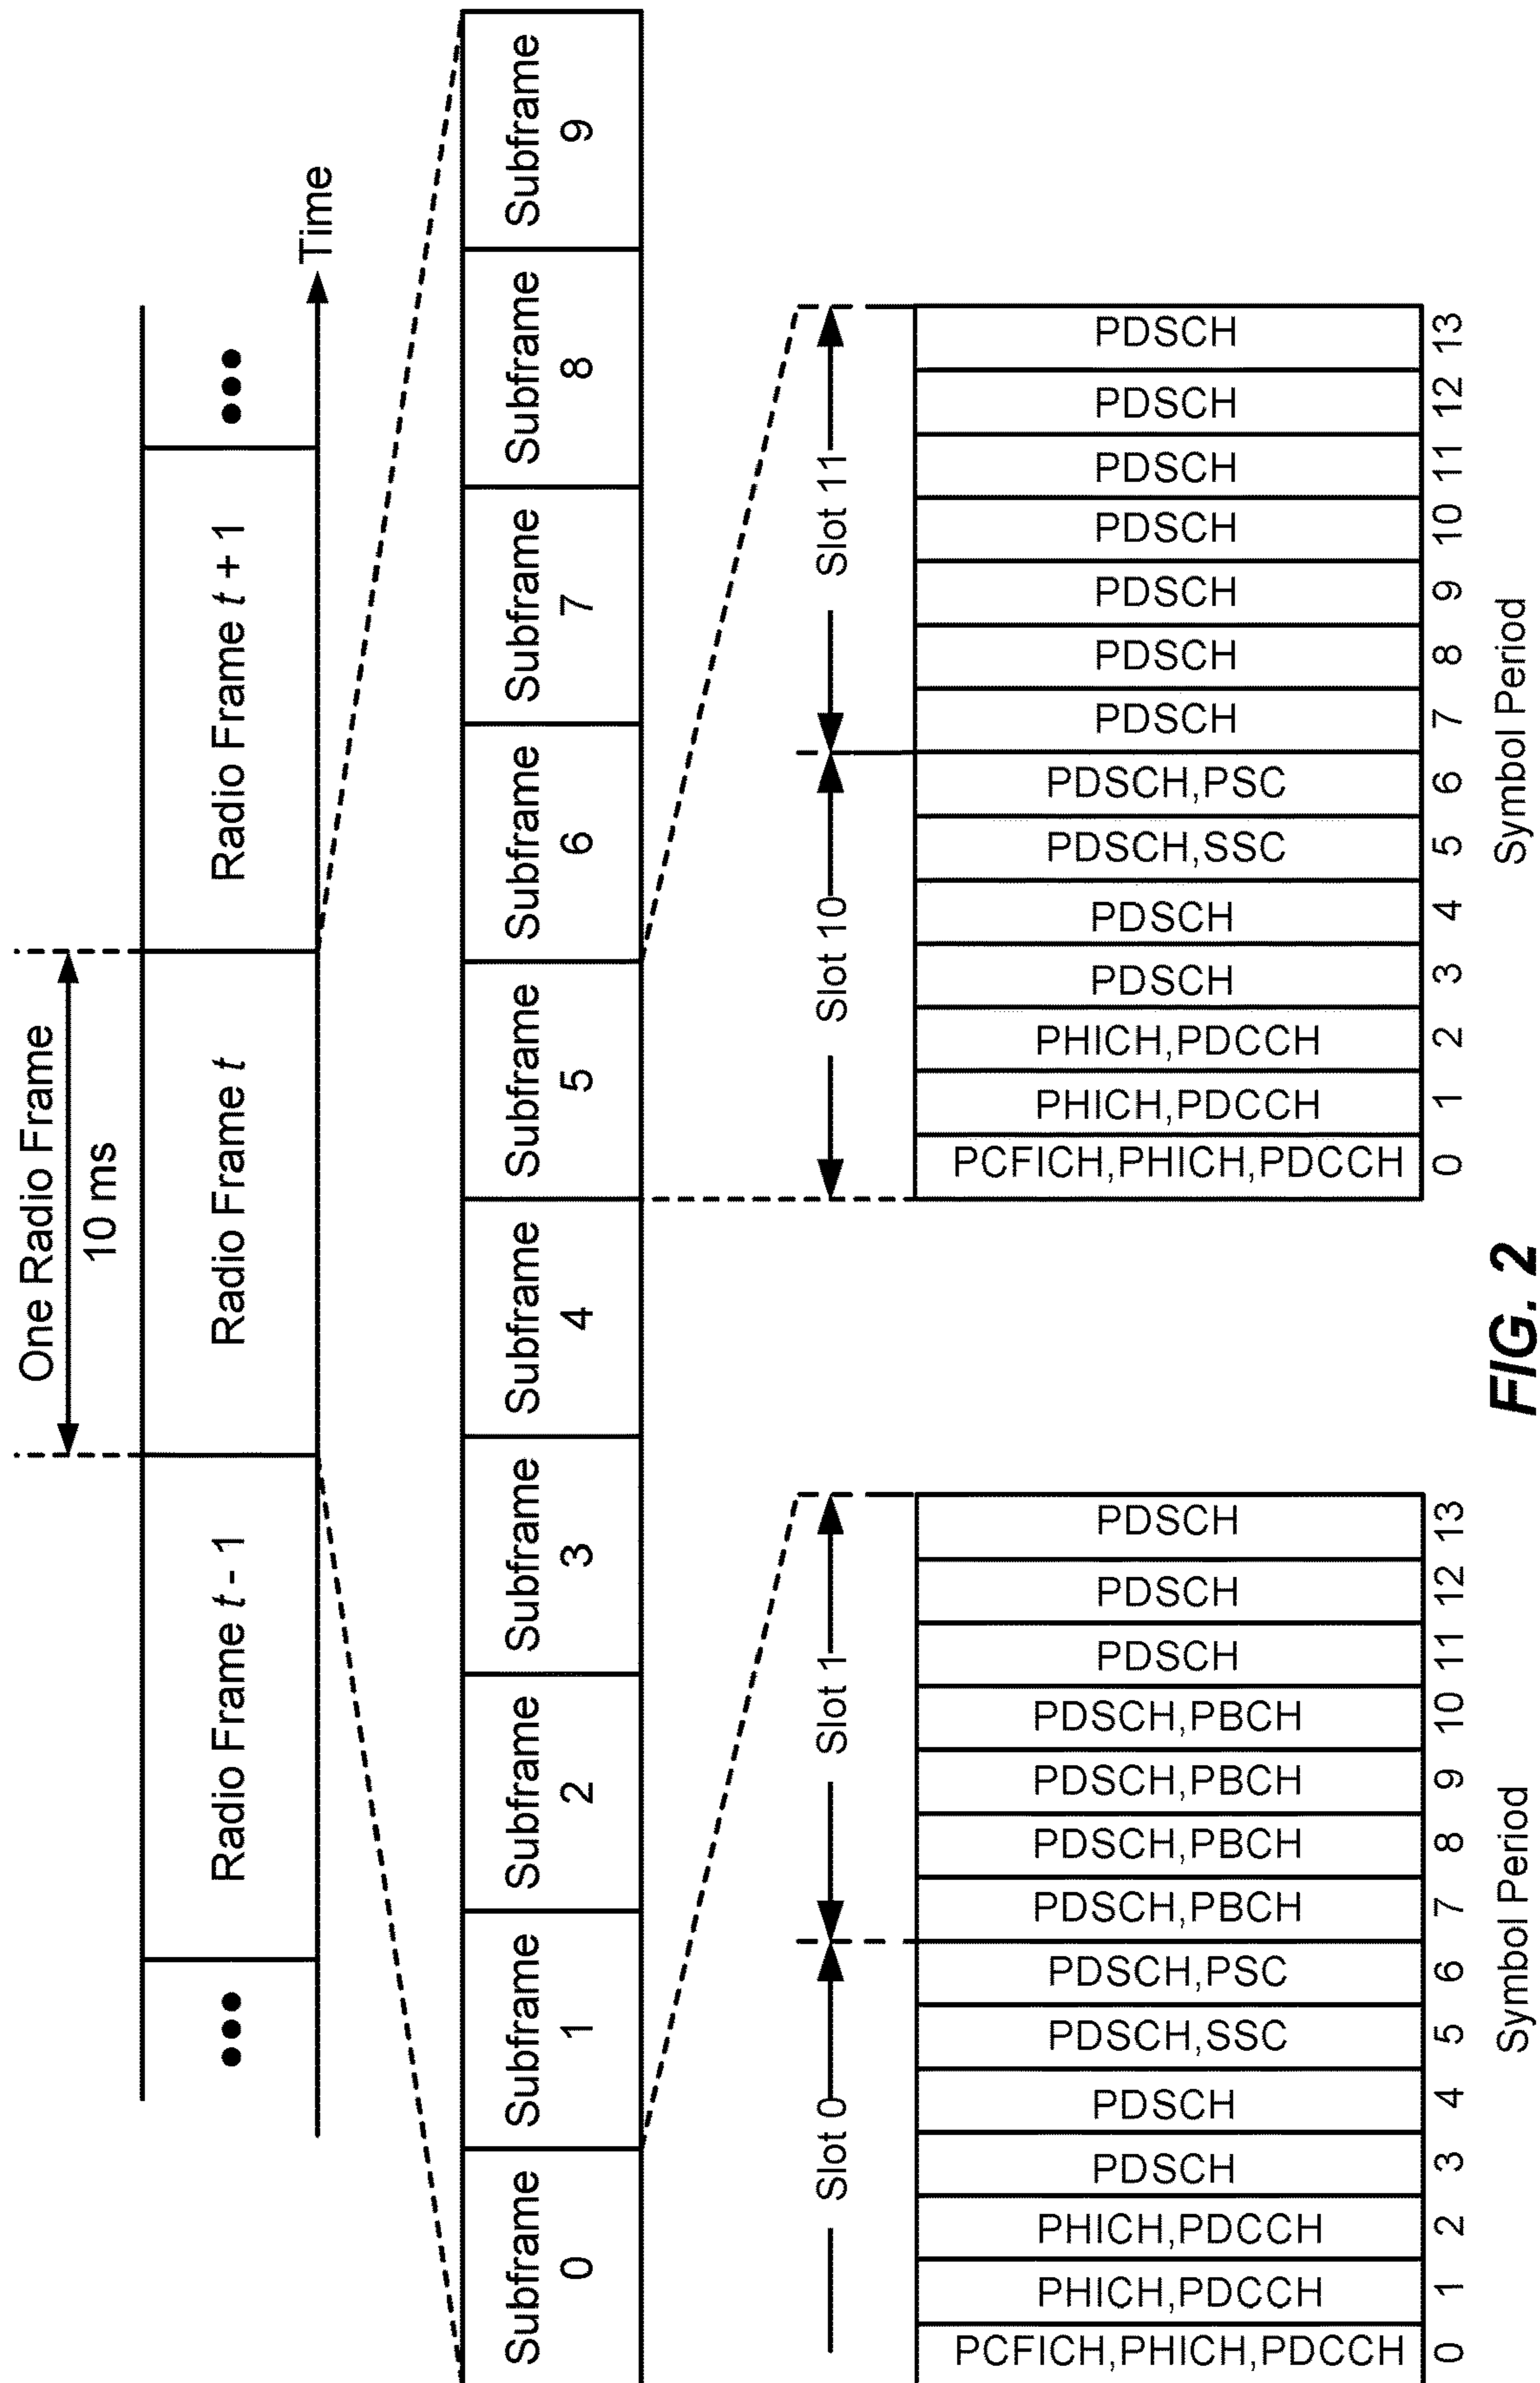 One Radio Frame
10 ms
••• Radio Frame t - 1 Radio Frame t Radio Frame t + 1 •••
Time
Subframe Subframe Subframe Subframe Subframe Subframe Subframe Subframe Subframe Subframe
0 1 2 3 4 5 6 7 8 9
Slot 0 Slot 1 Slot 10 Slot 11
PCFICH,PHICH,PDCCH
PHICH,PDCCH
PHICH,PDCCH
PDSCH
PDSCH
PDSCH,SSC
PDSCH,PSC
PDSCH,PBCH
PDSCH,PBCH
PDSCH,PBCH
PDSCH,PBCH
PDSCH
PDSCH
PDSCH
0 1 2 3 4 5 6 7 8 9 10 11 12 13
Symbol Period
PCFICH,PHICH,PDCCH
PHICH,PDCCH
PHICH,PDCCH
PDSCH
PDSCH
PDSCH,SSC
PDSCH,PSC
PDSCH
PDSCH
PDSCH
PDSCH
PDSCH
PDSCH
PDSCH
0 1 2 3 4 5 6 7 8 9 10 11 12 13
Symbol Period
FIG. 2